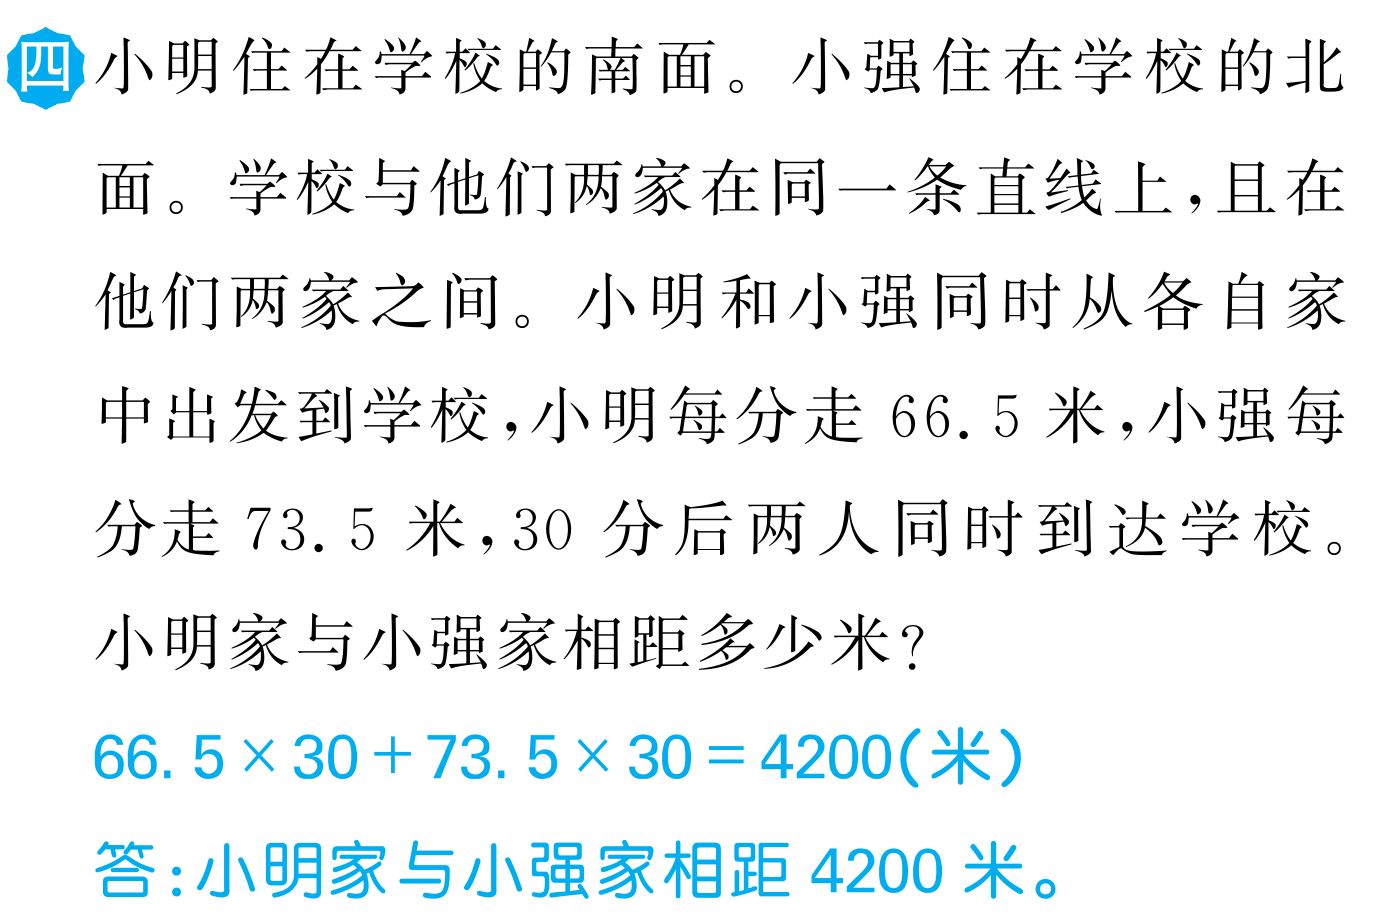 四 小明住在学校的南面。小强住在学校的北
面。学校与他们两家在同一条直线上,且在
他们两家之间。小明和小强同时从各自家
中出发到学校,小明每分走 66.5 米,小强每
分走 73.5 米,30 分后两人同时到达学校。
小明家与小强家相距多少米?
66.5×30+73.5×30=4200(米)
答:小明家与小强家相距 4200 米。